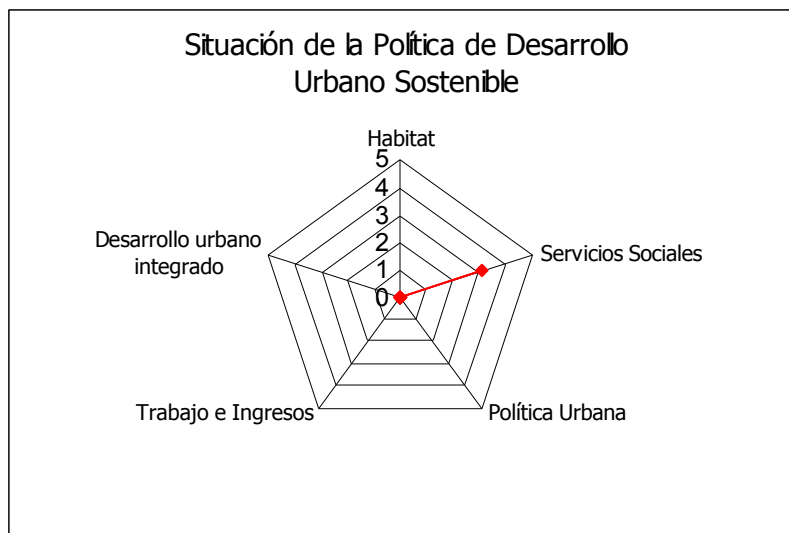 Situación de la Política de Desarrollo
Urbano Sostenible
Habitat
5
4
3
2
1
0
Servicios Sociales
Política Urbana
Trabajo e Ingresos
Desarrollo urbano
integrado